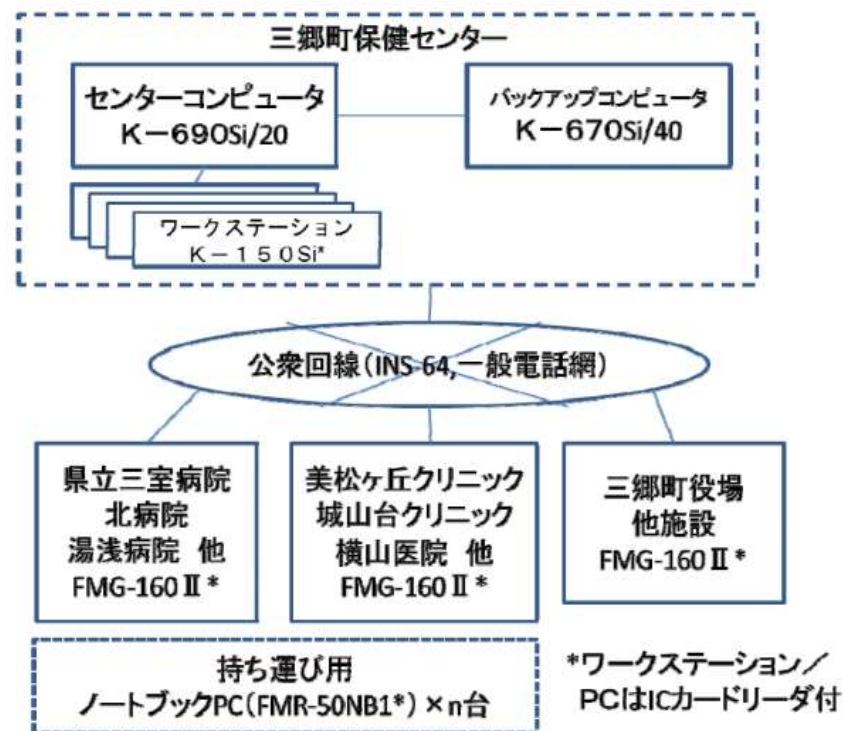 三郷町保健センター
センターコンピュータ
K－690Si/20
バックアップコンピュータ
K－670Si/40
ワークステーション
K－150Si*
公衆回線（INS-64,一般電話網）
県立三室病院
北病院
湯浅病院 他
FMG-160Ⅱ*
美松ヶ丘クリニック
城山台クリニック
横山医院 他
FMG-160Ⅱ*
三郷町役場
他施設
FMG-160Ⅱ*
持ち運び用
ノートブックPC(FMR-50NB1*)×n台
*ワークステーション／
PCはICカードリーダ付